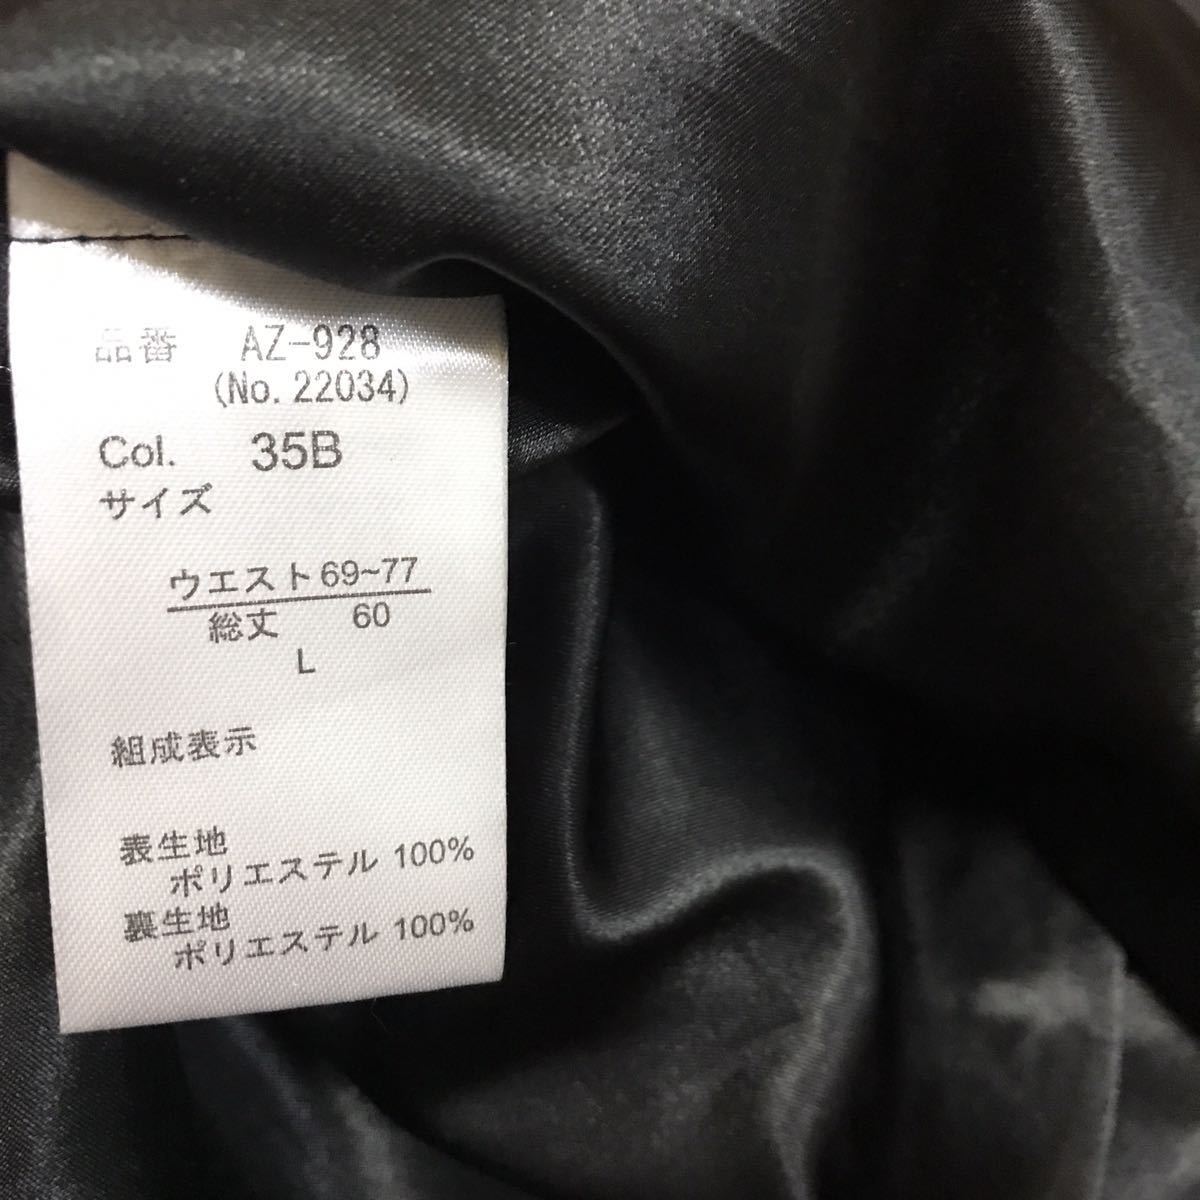 品番 AZ-928
(No. 22034)
Col. 35B
サイズ
ウエスト 69~77
総丈 60
L
組成表示
表生地
ポリエステル 100%
裏生地
ポリエステル 100%